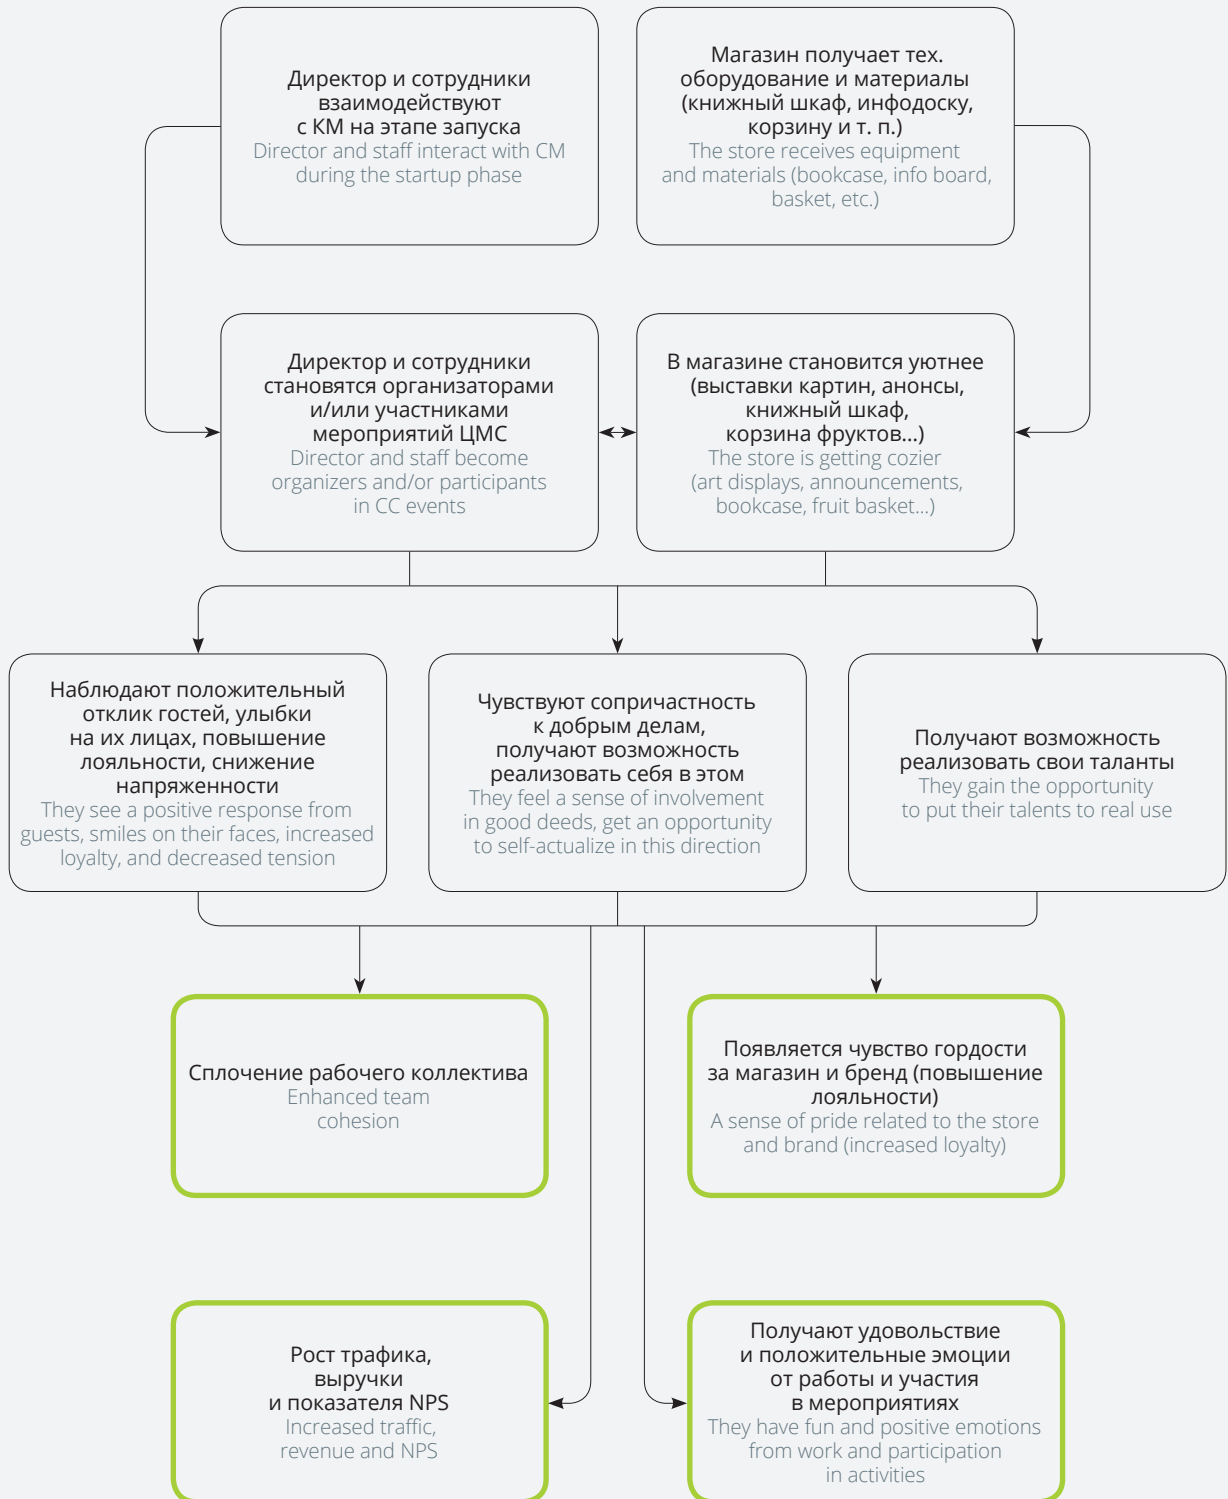 Директор и сотрудники
взаимодействуют
с КМ на этапе запуска
Director and staff interact with CM
during the startup phase
Магазин получает тех.
оборудование и материалы
(книжный шкаф, инфодоску,
корзину и т. п.)
The store receives equipment
and materials (bookcase, info board,
basket, etc.)
Директор и сотрудники
становятся организаторами
и/или участниками
мероприятий ЦМС
Director and staff become
organizers and/or participants
in CC events
В магазине становится уютнее
(выставки картин, анонсы,
книжный шкаф,
корзина фруктов...)
The store is getting cozier
(art displays, announcements,
bookcase, fruit basket...)
Наблюдают положительный
отклик гостей, улыбки
на их лицах, повышение
лояльности, снижение
напряженности
They see a positive response from
guests, smiles on their faces, increased
loyalty, and decreased tension
Чувствуют сопричастность
к добрым делам,
получают возможность
реализовать себя в этом
They feel a sense of involvement
in good deeds, get an opportunity
to self-actualize in this direction
Получают возможность
реализовать свои таланты
They gain the opportunity
to put their talents to real use
Сплочение рабочего коллектива
Enhanced team
cohesion
Появляется чувство гордости
за магазин и бренд (повышение
лояльности)
A sense of pride related to the store
and brand (increased loyalty)
Рост трафика,
выручки
и показателя NPS
Increased traffic,
revenue and NPS
Получают удовольствие
и положительные эмоции
от работы и участия
в мероприятиях
They have fun and positive emotions
from work and participation
in activities